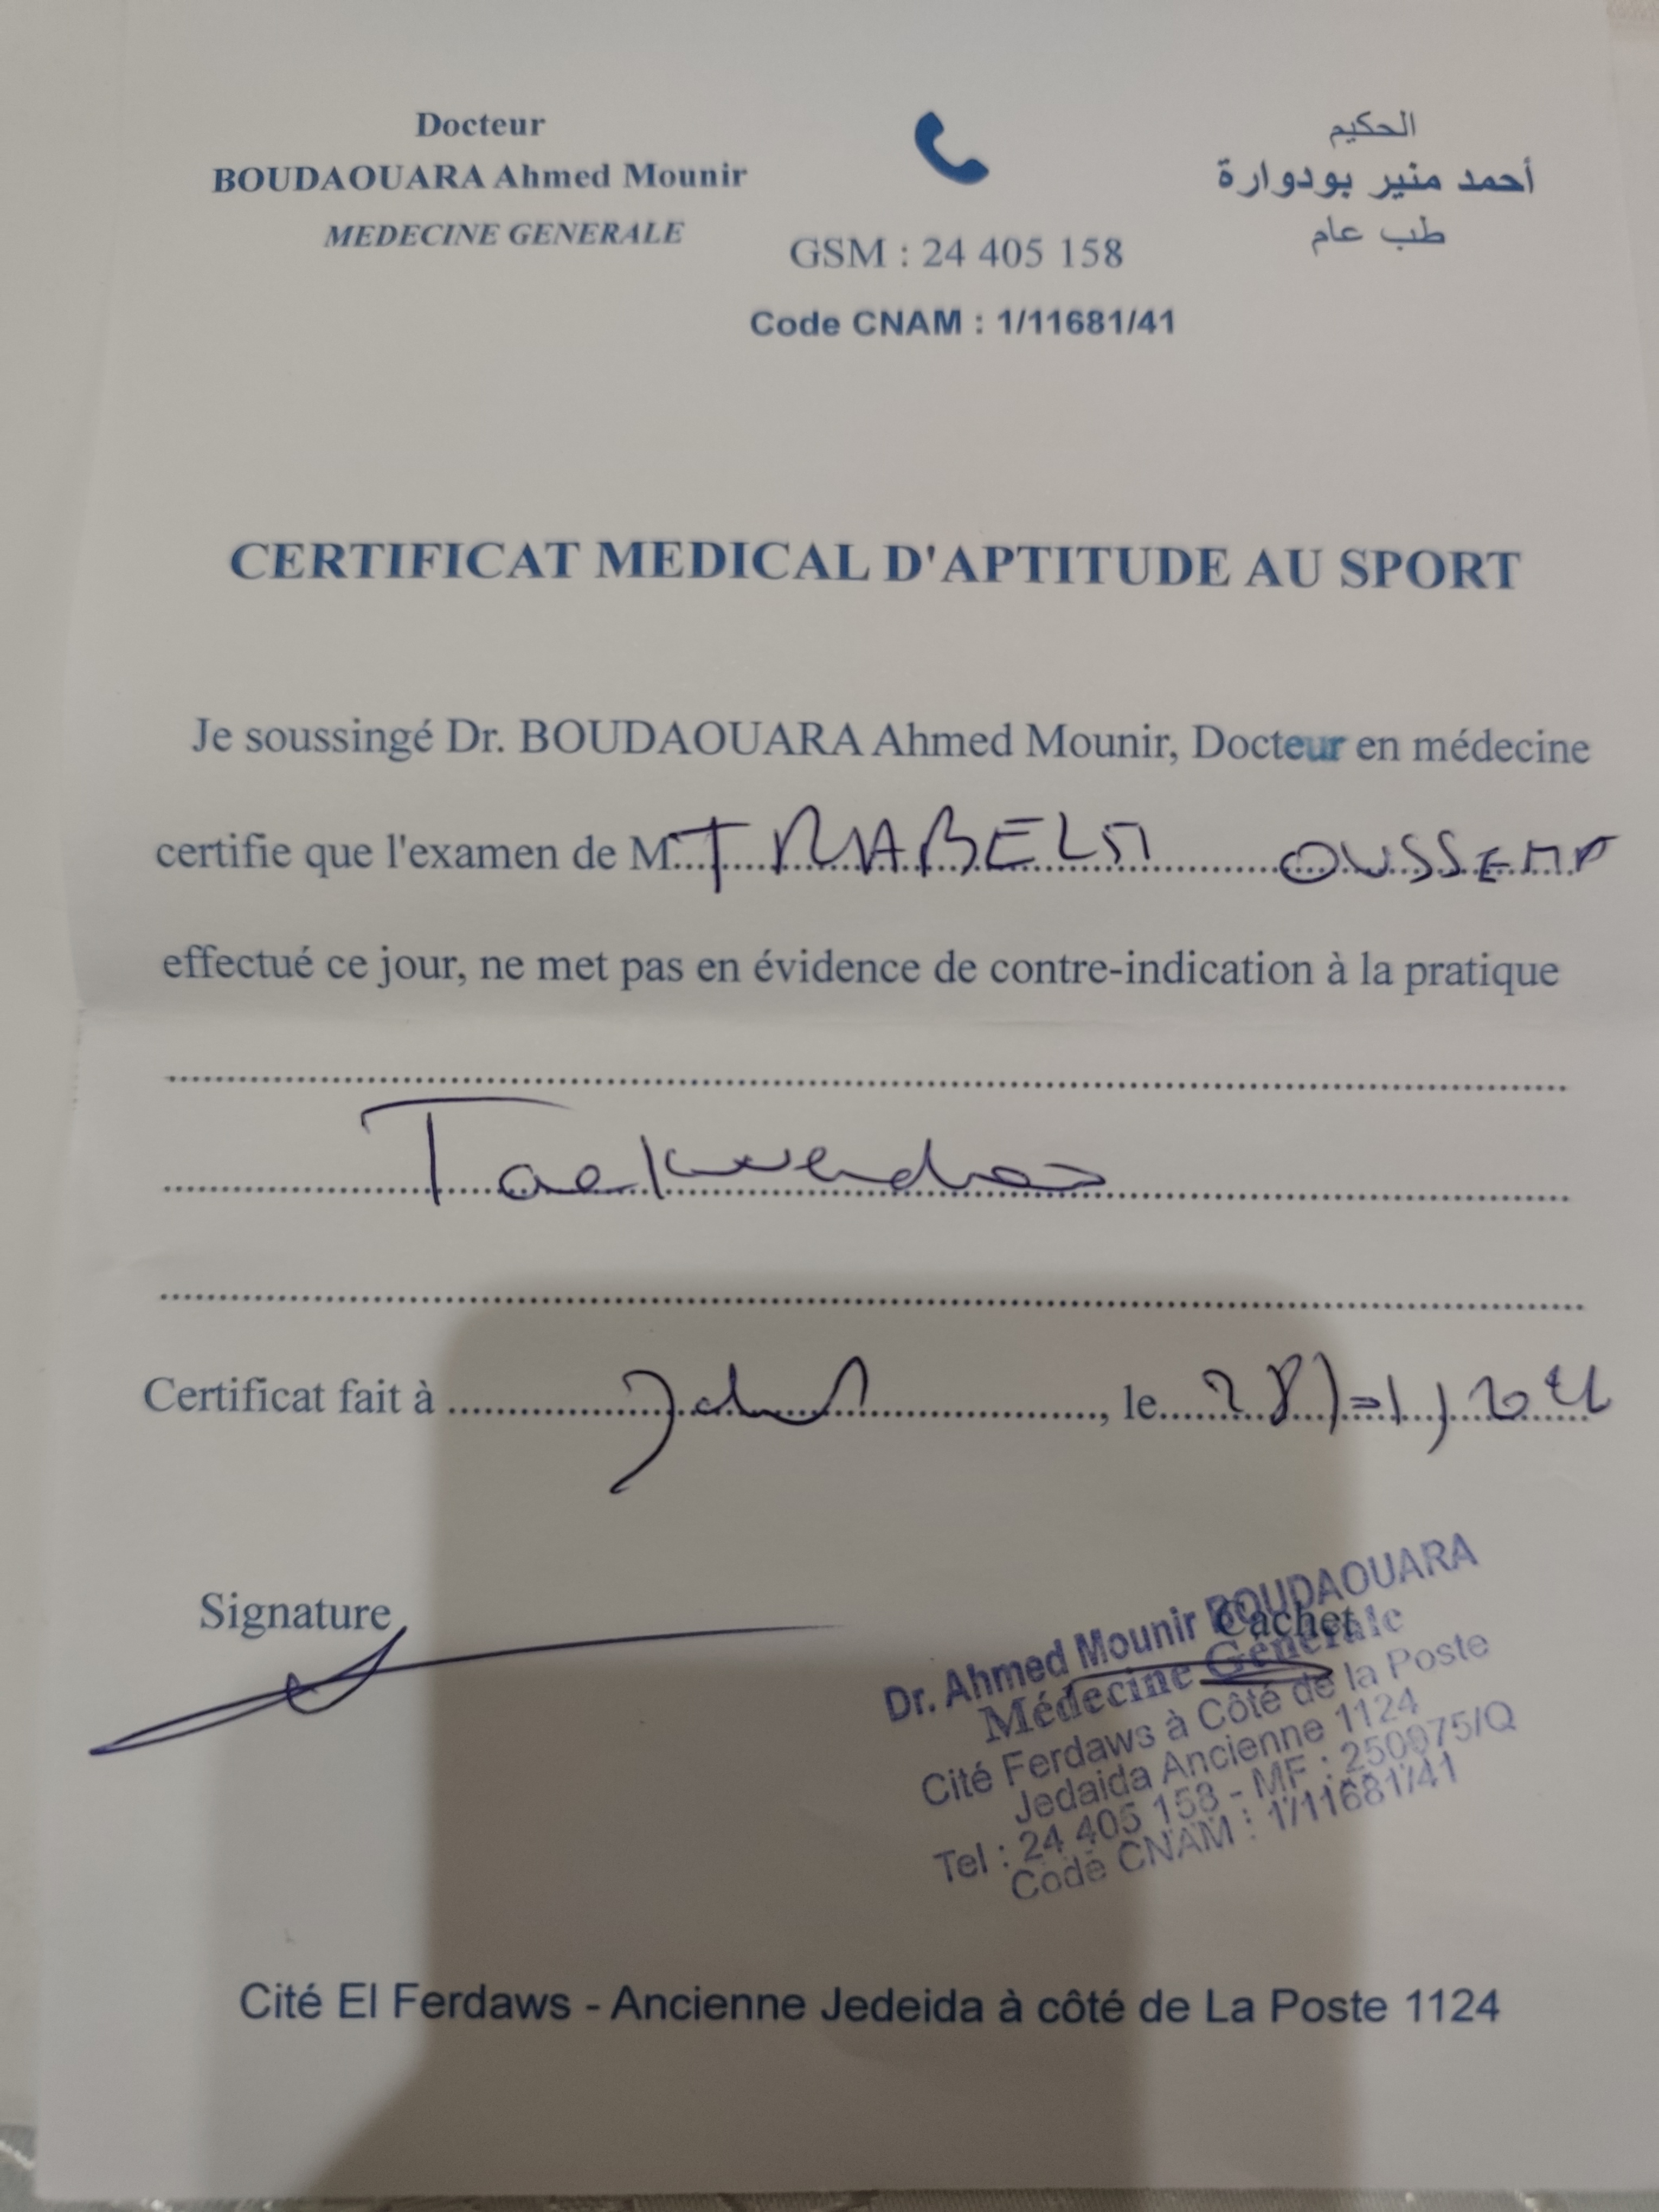 Docteur
BOUDAOUARA Ahmed Mounir
MEDECINE GENERALE
GSM : 24 405 158
Code CNAM : 1/11681/41
الحكيم
أحمد منير بودوارة
طب عام
CERTIFICAT MEDICAL D'APTITUDE AU SPORT
Je soussingé Dr. BOUDAOUARA Ahmed Mounir, Docteur en médecine
certifie que l'examen de M. TRABELSI OUSSEMA
effectué ce jour, ne met pas en évidence de contre-indication à la pratique
Taekwendoo
Certificat fait à , le
Signature
Cachet
Dr. Ahmed Mounir BOUDAOUARA
Médecine Générale
Cité Ferdaws à Côté de la Poste
Jedaida Ancienne 1124
Tel : 24 405 158 - MF : 250075/Q
Code CNAM : 1/11681/41
Cité El Ferdaws - Ancienne Jedeida à côté de La Poste 1124